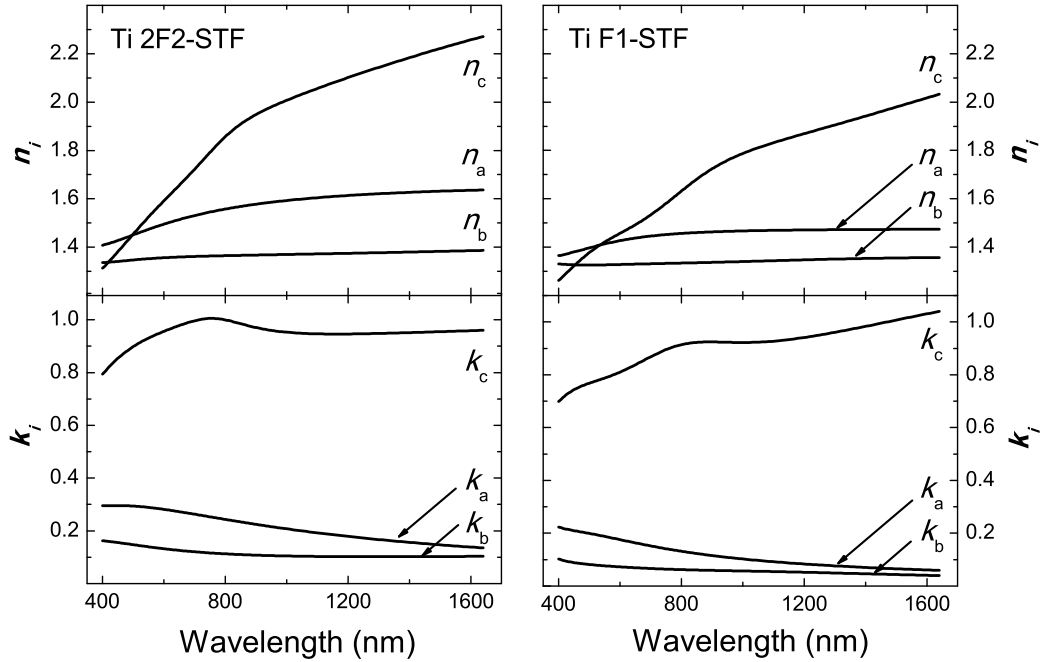 Ti 2F2-STF
n_c
n_a
n_b
n_i
2.2
2.0
1.8
1.6
1.4
k_c
k_a
k_b
k_i
1.0
0.8
0.6
0.4
0.2
400
800
1200
1600
Wavelength (nm)
Ti F1-STF
n_c
n_a
n_b
n_i
2.2
2.0
1.8
1.6
1.4
k_c
k_a
k_b
k_i
1.0
0.8
0.6
0.4
0.2
400
800
1200
1600
Wavelength (nm)